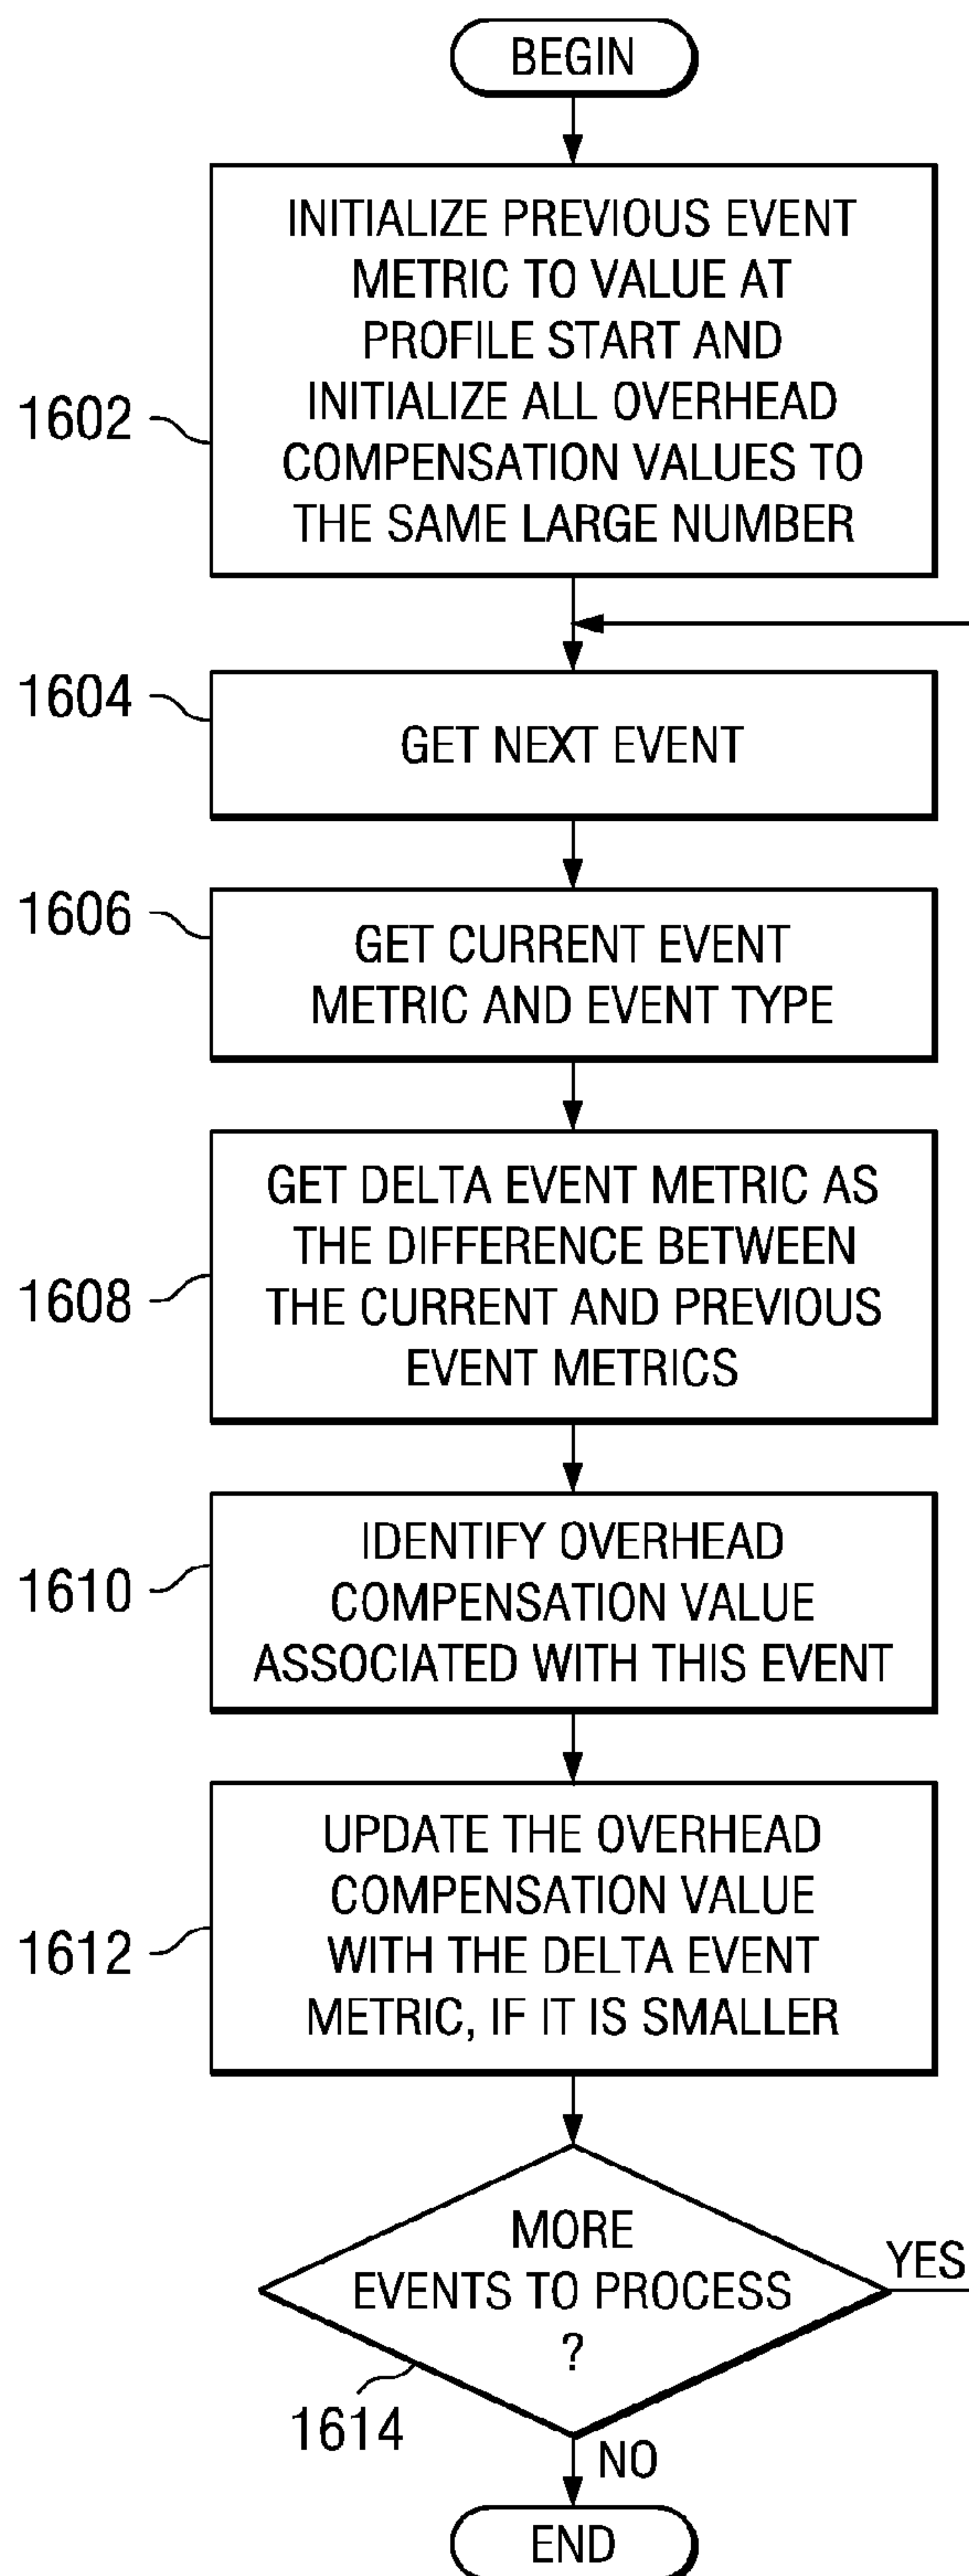 BEGIN
INITIALIZE PREVIOUS EVENT
METRIC TO VALUE AT
PROFILE START AND
INITIALIZE ALL OVERHEAD
COMPENSATION VALUES TO
THE SAME LARGE NUMBER
1602
1604
GET NEXT EVENT
1606
GET CURRENT EVENT
METRIC AND EVENT TYPE
GET DELTA EVENT METRIC AS
THE DIFFERENCE BETWEEN
THE CURRENT AND PREVIOUS
EVENT METRICS
1608
IDENTIFY OVERHEAD
COMPENSATION VALUE
ASSOCIATED WITH THIS EVENT
1610
UPDATE THE OVERHEAD
COMPENSATION VALUE
WITH THE DELTA EVENT
METRIC, IF IT IS SMALLER
1612
MORE
EVENTS TO PROCESS
?
YES
1614
NO
END